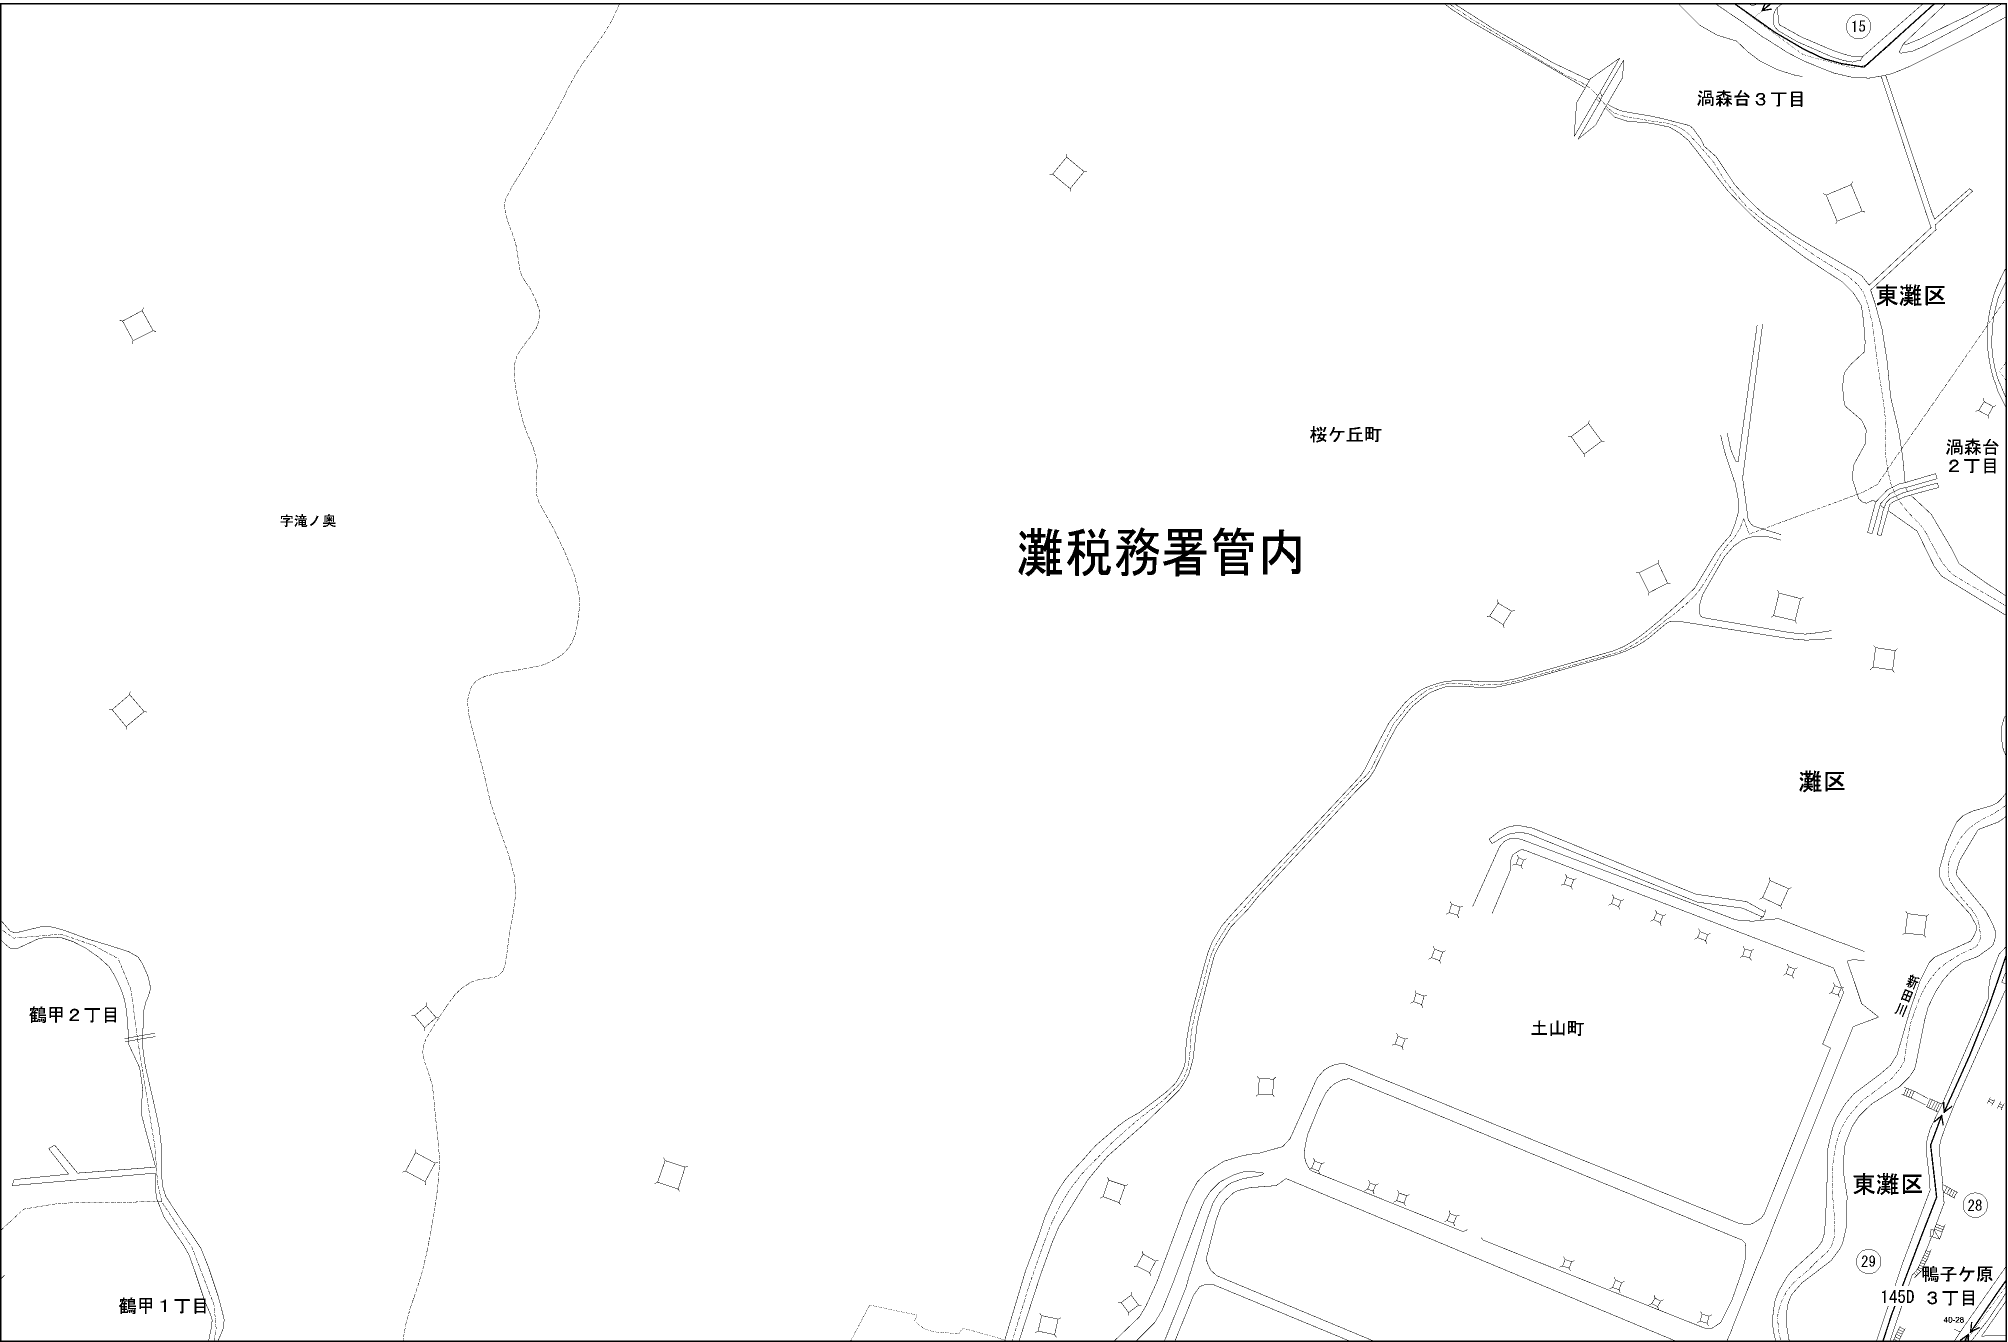 15
渦森台３丁目
東灘区
桜ケ丘町
渦森台
２丁目
字滝ノ奥
灘税務署管内
灘区
新田川
鶴甲２丁目
土山町
東灘区
28
29
鴨子ケ原
３丁目
145D
鶴甲１丁目
40-28